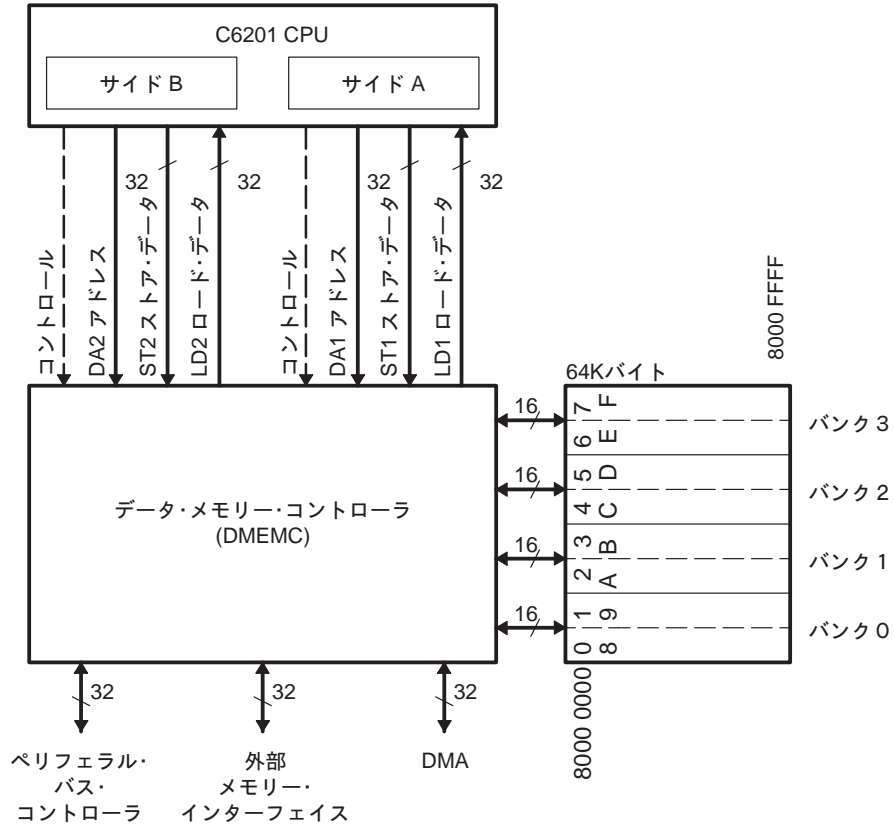 C6201 CPU
サイド B
サイド A
32
32
32
32
コントロール
DA2 アドレス
ST2 ストア・データ
LD2 ロード・データ
コントロール
DA1 アドレス
ST1 ストア・データ
LD1 ロード・データ
8000 FFFF
64Kバイト
16
7 F
6 E
バンク 3
16
5 D
4 C
バンク 2
データ・メモリー・コントローラ
(DMEMC)
16
3 B
2 A
バンク 1
16
1 9
0 8
バンク 0
8000 0000
32
32
32
ペリフェラル・
バス・
コントローラ
外部
メモリー・
インターフェイス
DMA